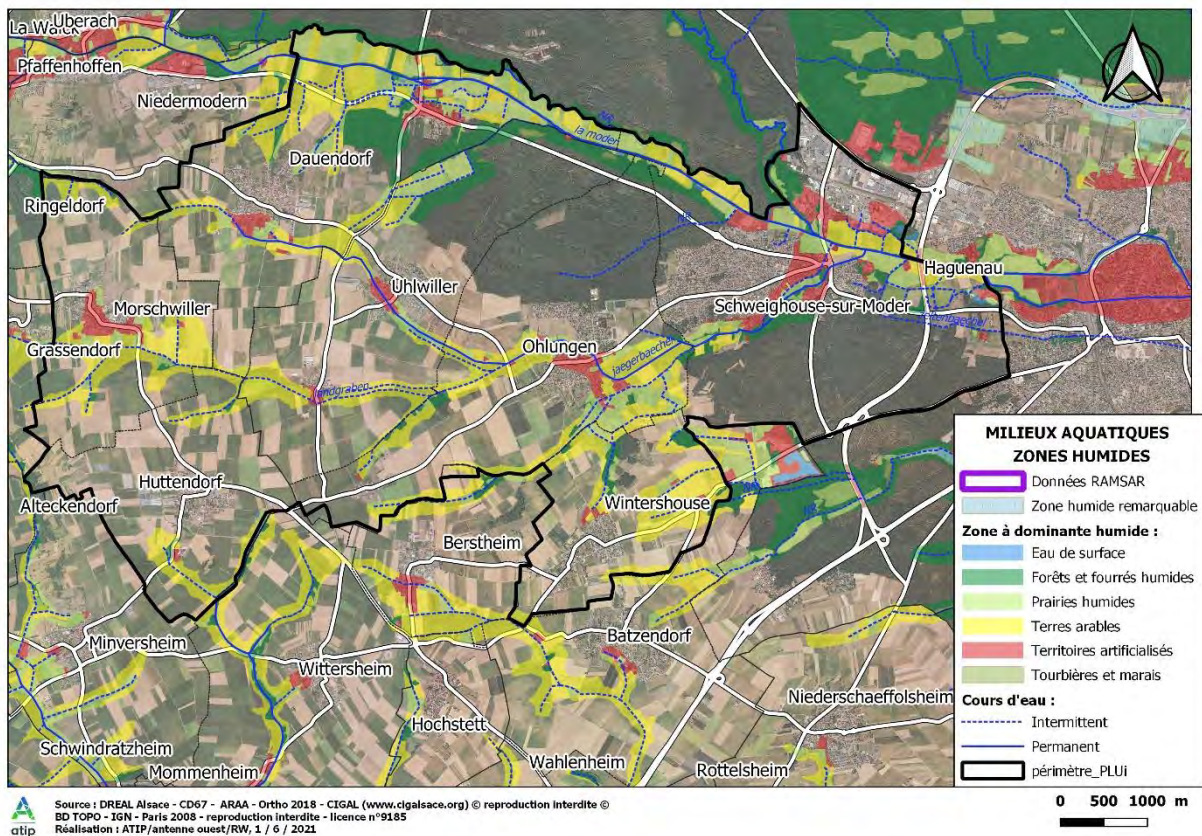 Uberach
La Walck
Pfaffenhoffen
Niedermodern
la moder
Dauendorf
Ringeldorf
Haguenau
Uhlwiller
Schweighouse-sur-Moder
Morschwiller
Ohlungen
jaegerbaechel
Grassendorf
landgraben
Huttendorf
Alteckendorf
Wintershouse
Berstheim
Minversheim
Batzendorf
Wittersheim
Niederschaeffolsheim
Hochstett
Schwindratzheim
Wahlenheim
Mommenheim
Rottelsheim
MILIEUX AQUATIQUES
ZONES HUMIDES
Données RAMSAR
Zone humide remarquable
Zone à dominante humide :
Eau de surface
Forêts et fourrés humides
Prairies humides
Terres arables
Territoires artificialisés
Tourbières et marais
Cours d'eau :
Intermittent
Permanent
périmètre_PLUi
atip
Source : DREAL Alsace - CD67 - ARAA - Ortho 2018 - CIGAL (www.cigalsace.org) © reproduction interdite ©
BD TOPO - IGN - Paris 2008 - reproduction interdite - licence n°9185
Réalisation : ATIP/antenne ouest/RW, 1 / 6 / 2021
0 500 1000 m